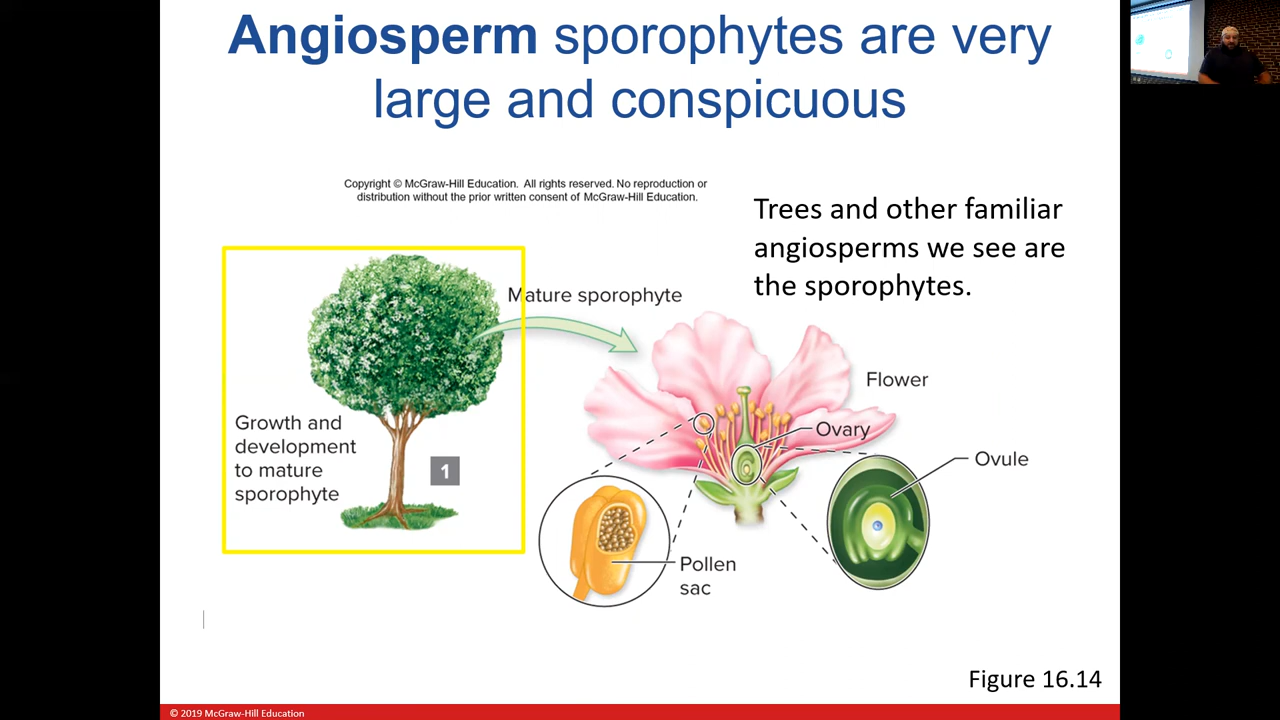 Angiosperm sporophytes are very
large and conspicuous
Copyright © McGraw-Hill Education. All rights reserved. No reproduction or
distribution without the prior written consent of McGraw-Hill Education.
Trees and other familiar
angiosperms we see are
the sporophytes.
Mature sporophyte
Flower
Growth and
development
to mature
sporophyte
1
Ovary
Ovule
Pollen
sac
Figure 16.14
© 2019 McGraw-Hill Education